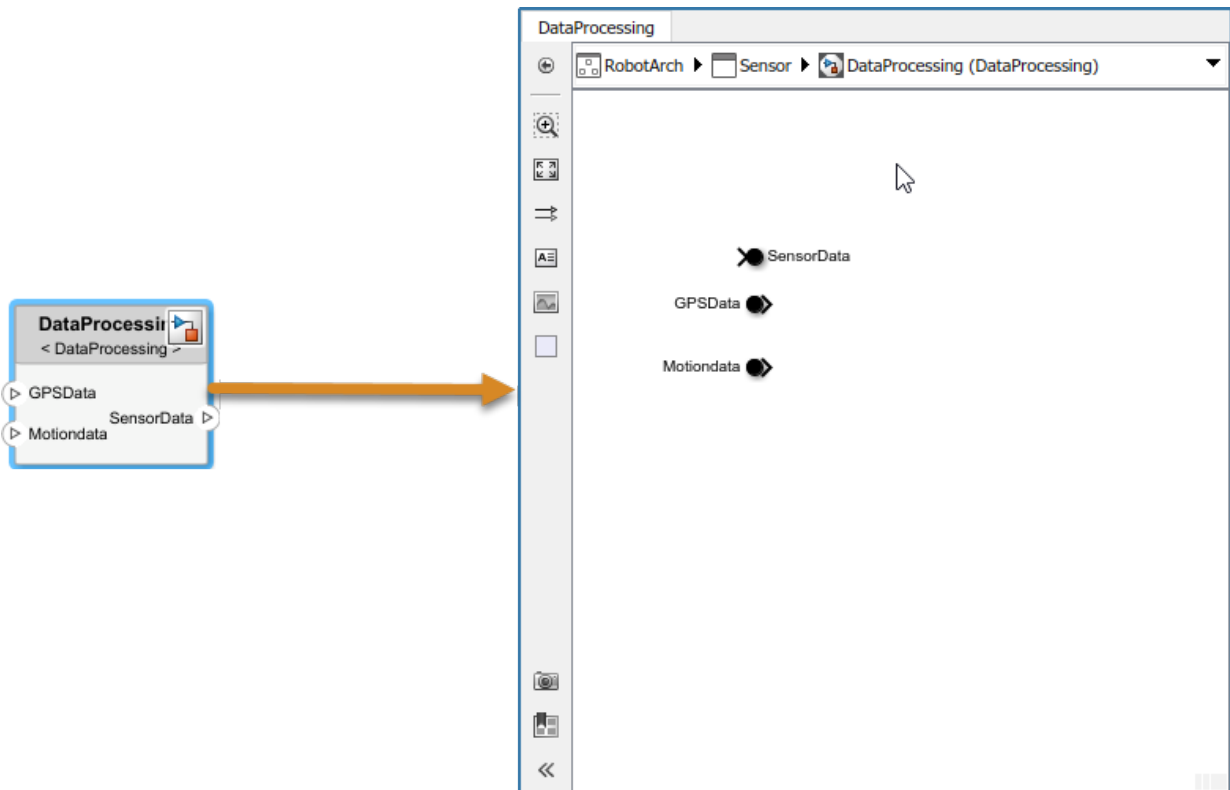 DataProcessing
RobotArch Sensor DataProcessing (DataProcessing)
SensorData
GPSData
Motiondata
DataProcessin
< DataProcessing >
GPSData
SensorData
Motiondata